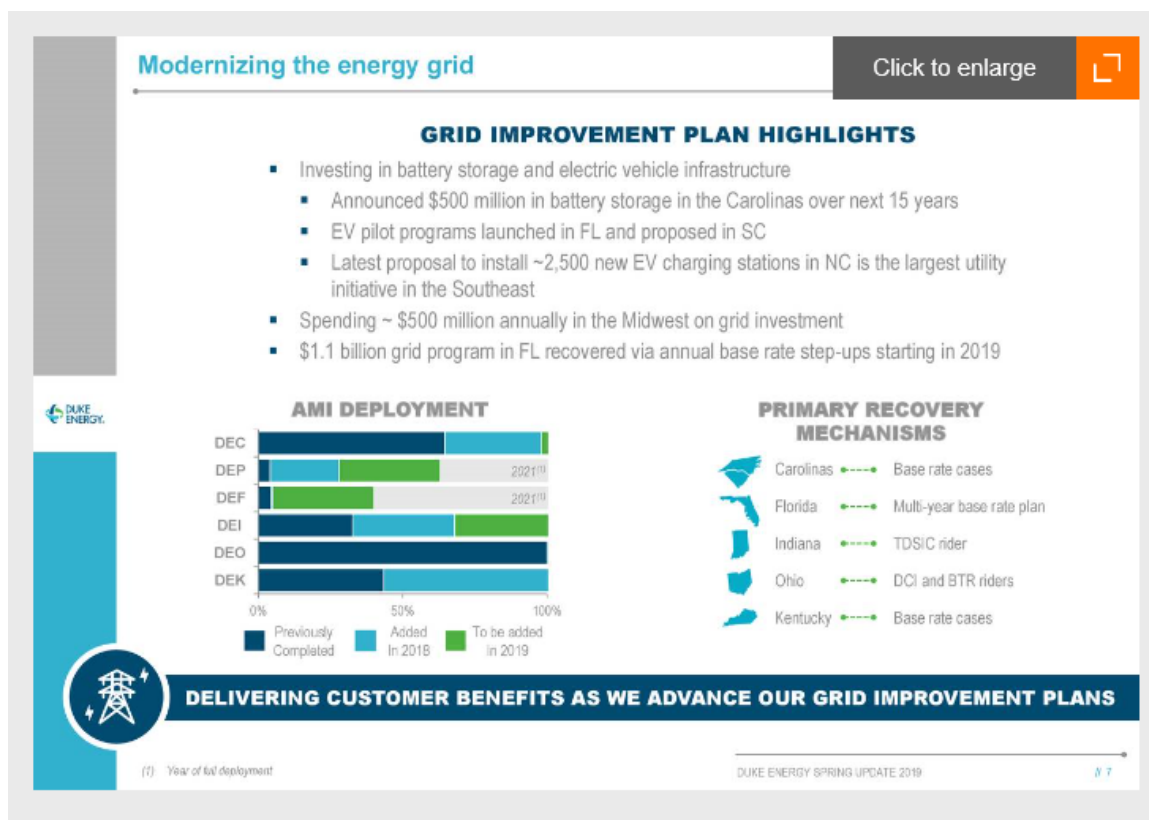 Modernizing the energy grid
Click to enlarge
GRID IMPROVEMENT PLAN HIGHLIGHTS
Investing in battery storage and electric vehicle infrastructure
Announced $500 million in battery storage in the Carolinas over next 15 years
EV pilot programs launched in FL and proposed in SC
Latest proposal to install ~2,500 new EV charging stations in NC is the largest utility
initiative in the Southeast
Spending ~ $500 million annually in the Midwest on grid investment
$1.1 billion grid program in FL recovered via annual base rate step-ups starting in 2019
DUKE
ENERGY.
AMI DEPLOYMENT
DEC
DEP
2021(1)
DEF
2021(1)
DEI
DEO
DEK
0%
50%
100%
Previously
Completed
Added
In 2018
To be added
In 2019
PRIMARY RECOVERY
MECHANISMS
Carolinas
Base rate cases
Florida
Multi-year base rate plan
Indiana
TDSIC rider
Ohio
DCI and BTR riders
Kentucky
Base rate cases
DELIVERING CUSTOMER BENEFITS AS WE ADVANCE OUR GRID IMPROVEMENT PLANS
(1) Year of full deployment
DUKE ENERGY SPRING UPDATE 2019
// 7